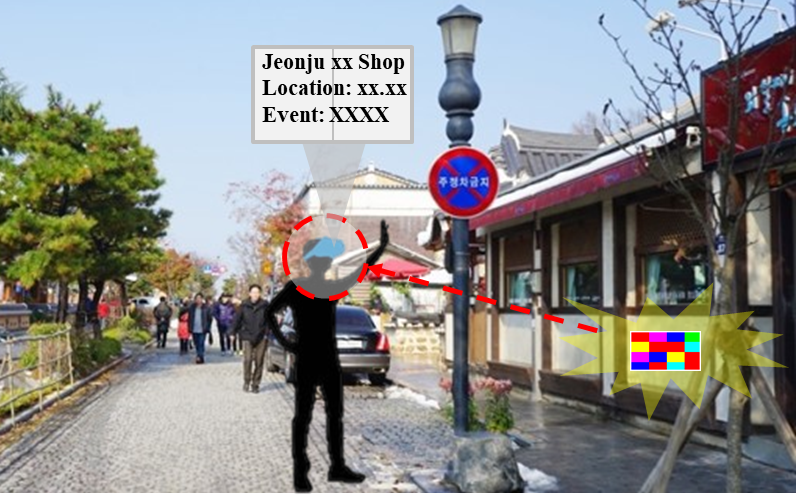 Jeonju xx Shop
Location: xx.xx
Event: XXXX
주정차금지